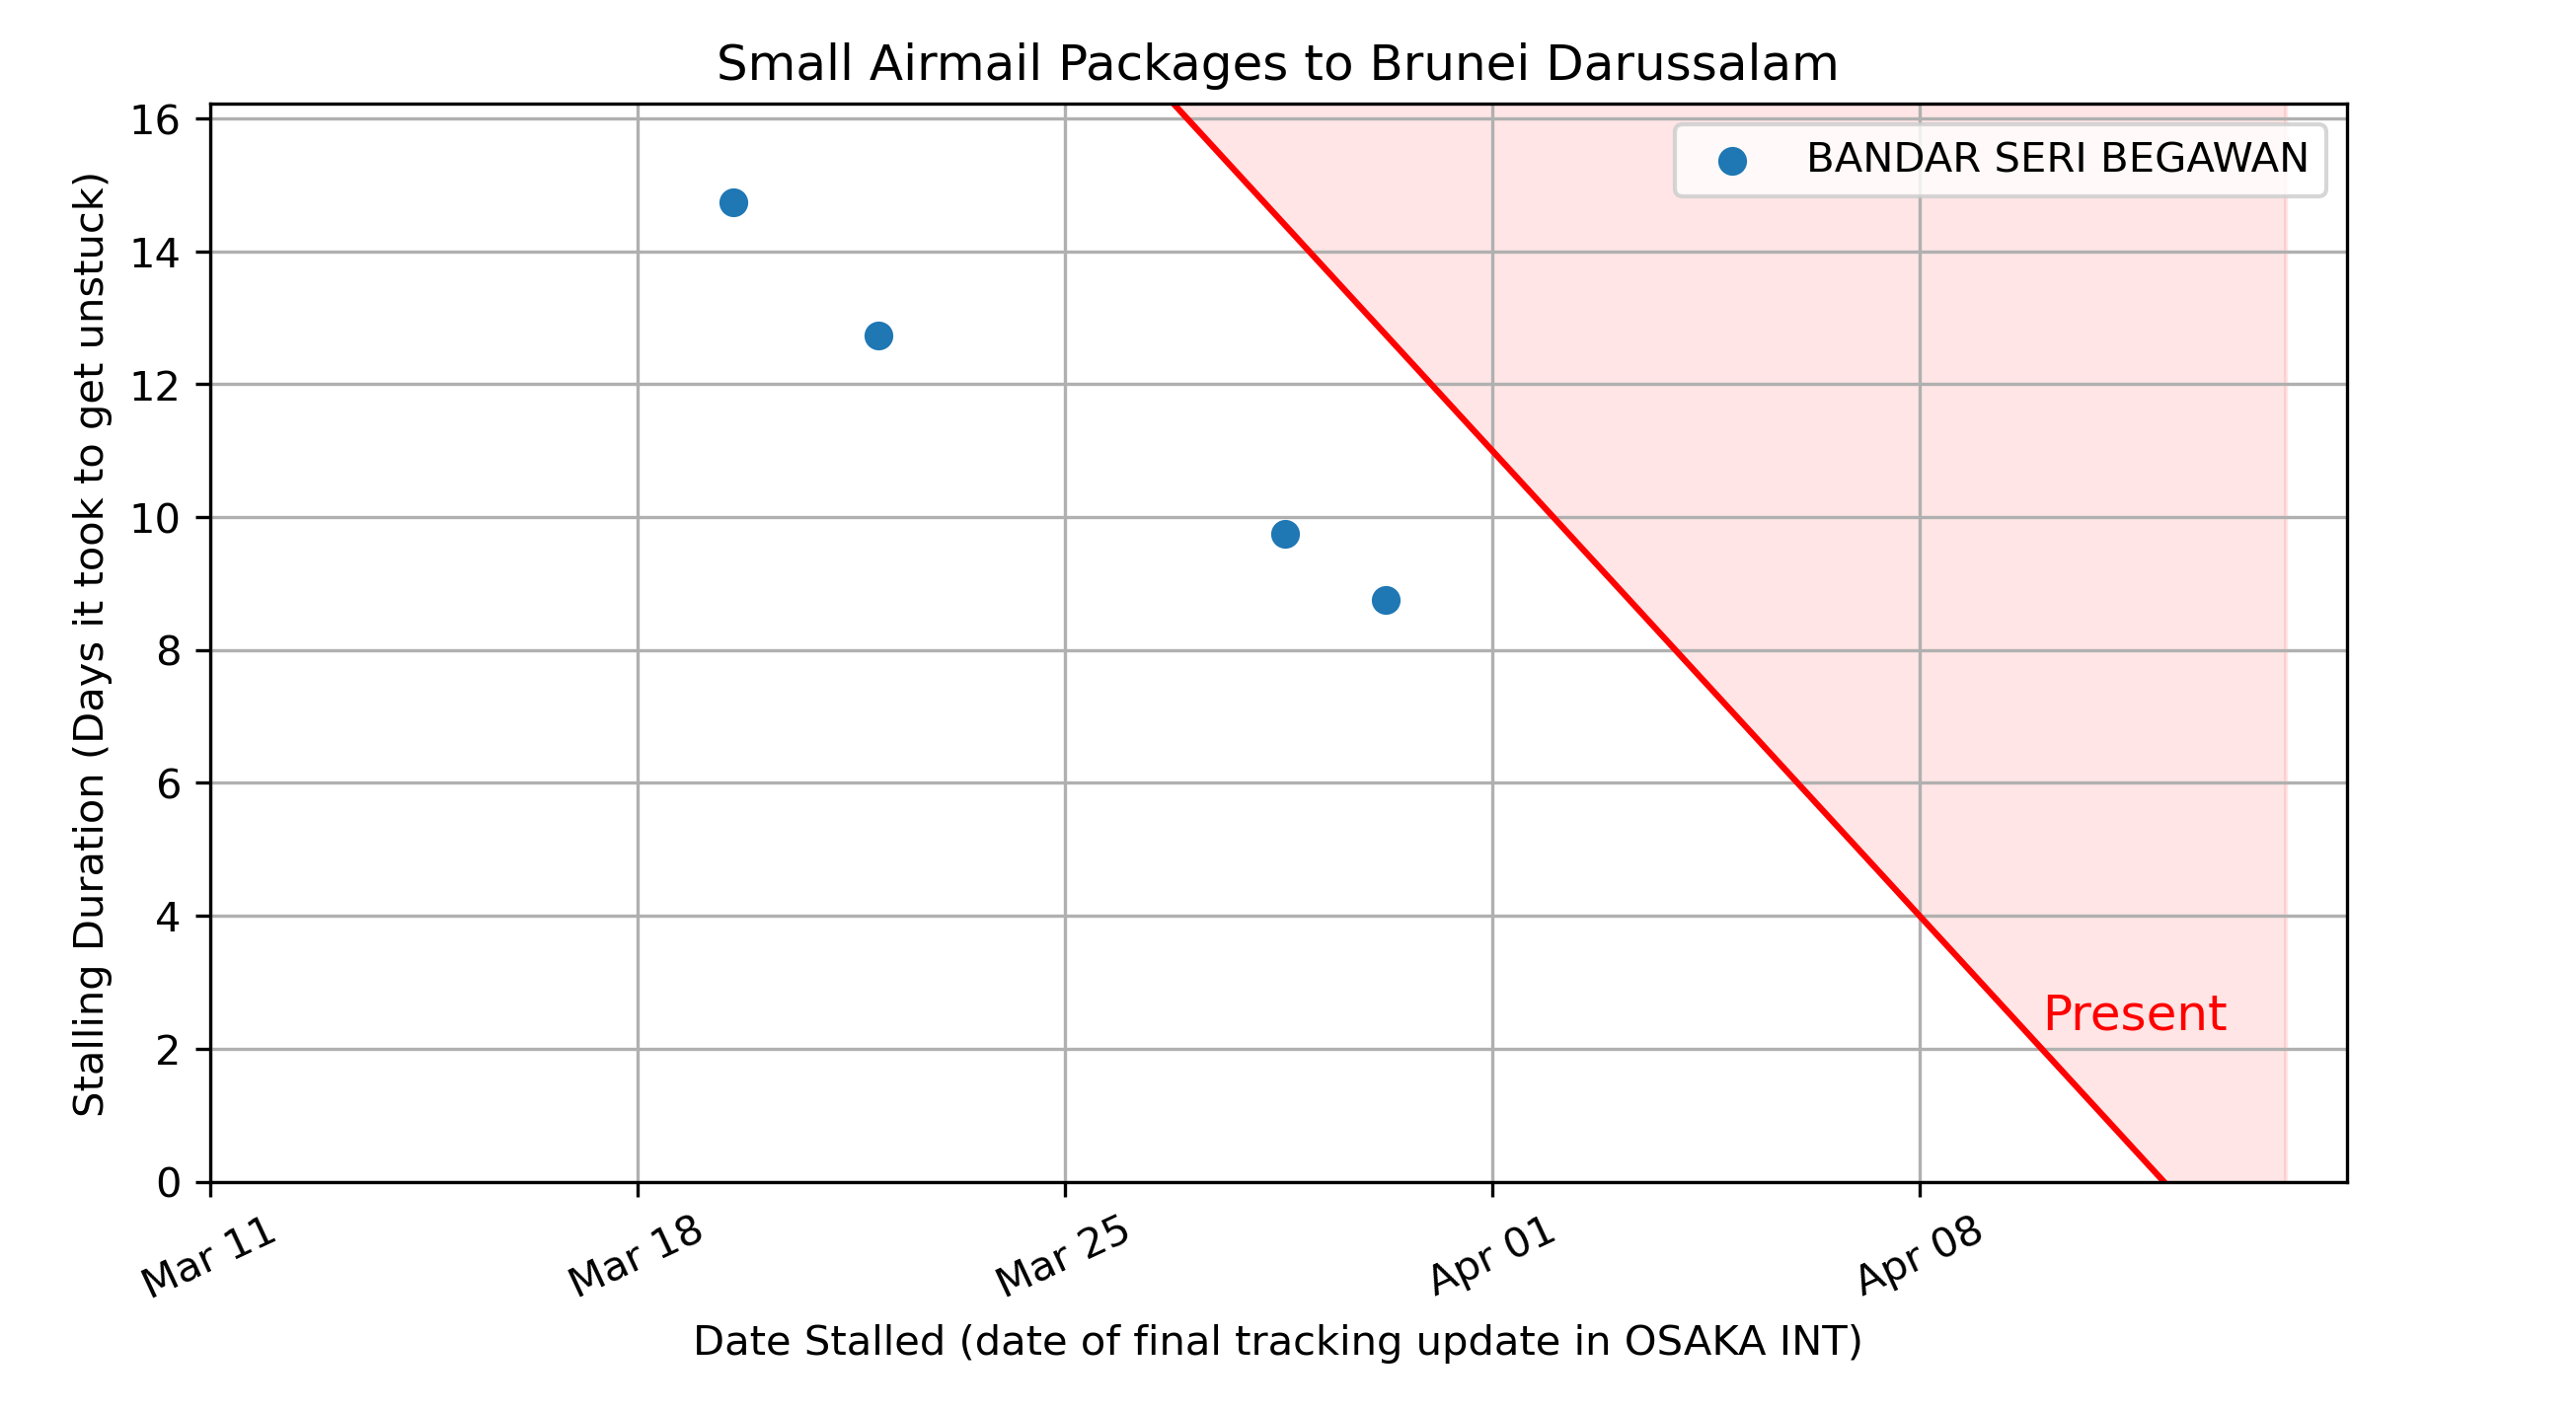 Small Airmail Packages to Brunei Darussalam
BANDAR SERI BEGAWAN
Stalling Duration (Days it took to get unstuck)
16
14
12
10
8
6
4
2
0
Present
Mar 11
Mar 18
Mar 25
Apr 01
Apr 08
Date Stalled (date of final tracking update in OSAKA INT)